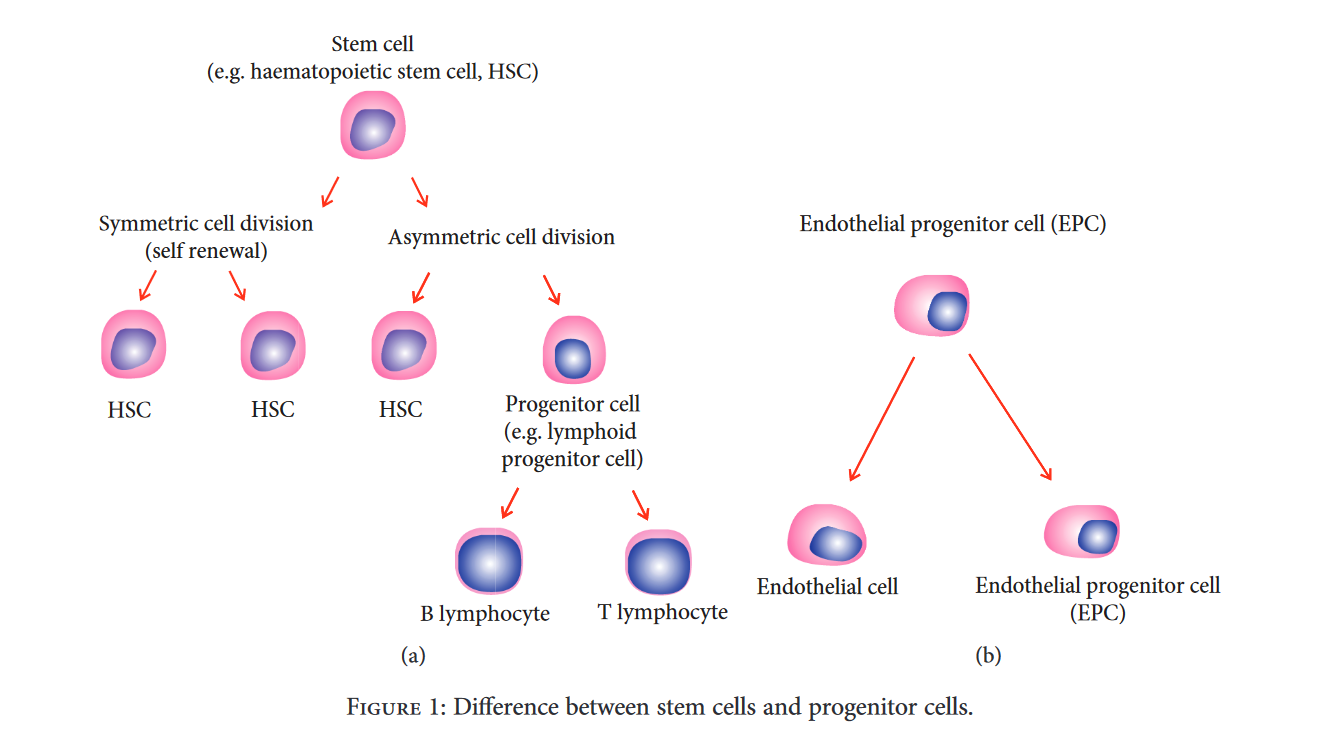 Stem cell
(e.g. haematopoietic stem cell, HSC)
Symmetric cell division
(self renewal)
Asymmetric cell division
HSC
HSC
HSC
Progenitor cell
(e.g. lymphoid
progenitor cell)
B lymphocyte
T lymphocyte
(a)
Endothelial progenitor cell (EPC)
Endothelial cell
Endothelial progenitor cell
(EPC)
(b)
Figure 1: Difference between stem cells and progenitor cells.